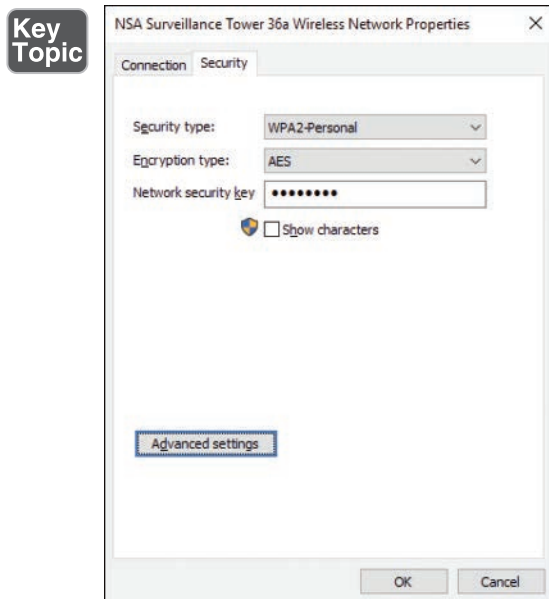 Key
Topic
NSA Surveillance Tower 36a Wireless Network Properties
Connection Security
Security type: WPA2-Personal
Encryption type: AES
Network security key ••••••••
Show characters
Advanced settings
OK Cancel